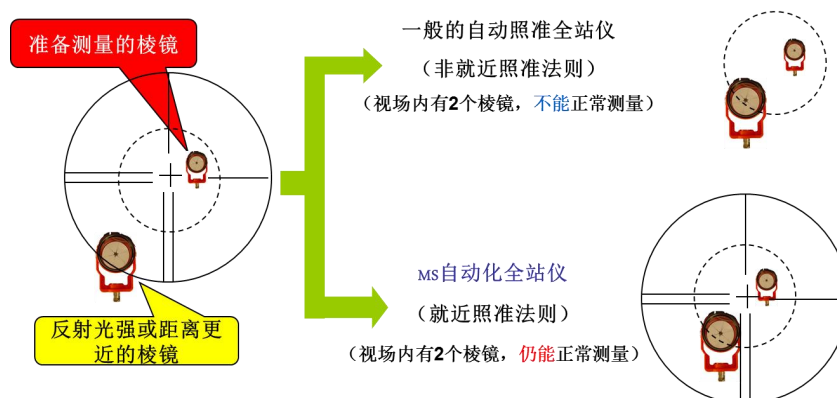 准备测量的棱镜
反射光强或距离更
近的棱镜
一般的自动照准全站仪
（非就近照准法则）
（视场内有2个棱镜，不能正常测量）
MS自动化全站仪
（就近照准法则）
（视场内有2个棱镜，仍能正常测量）